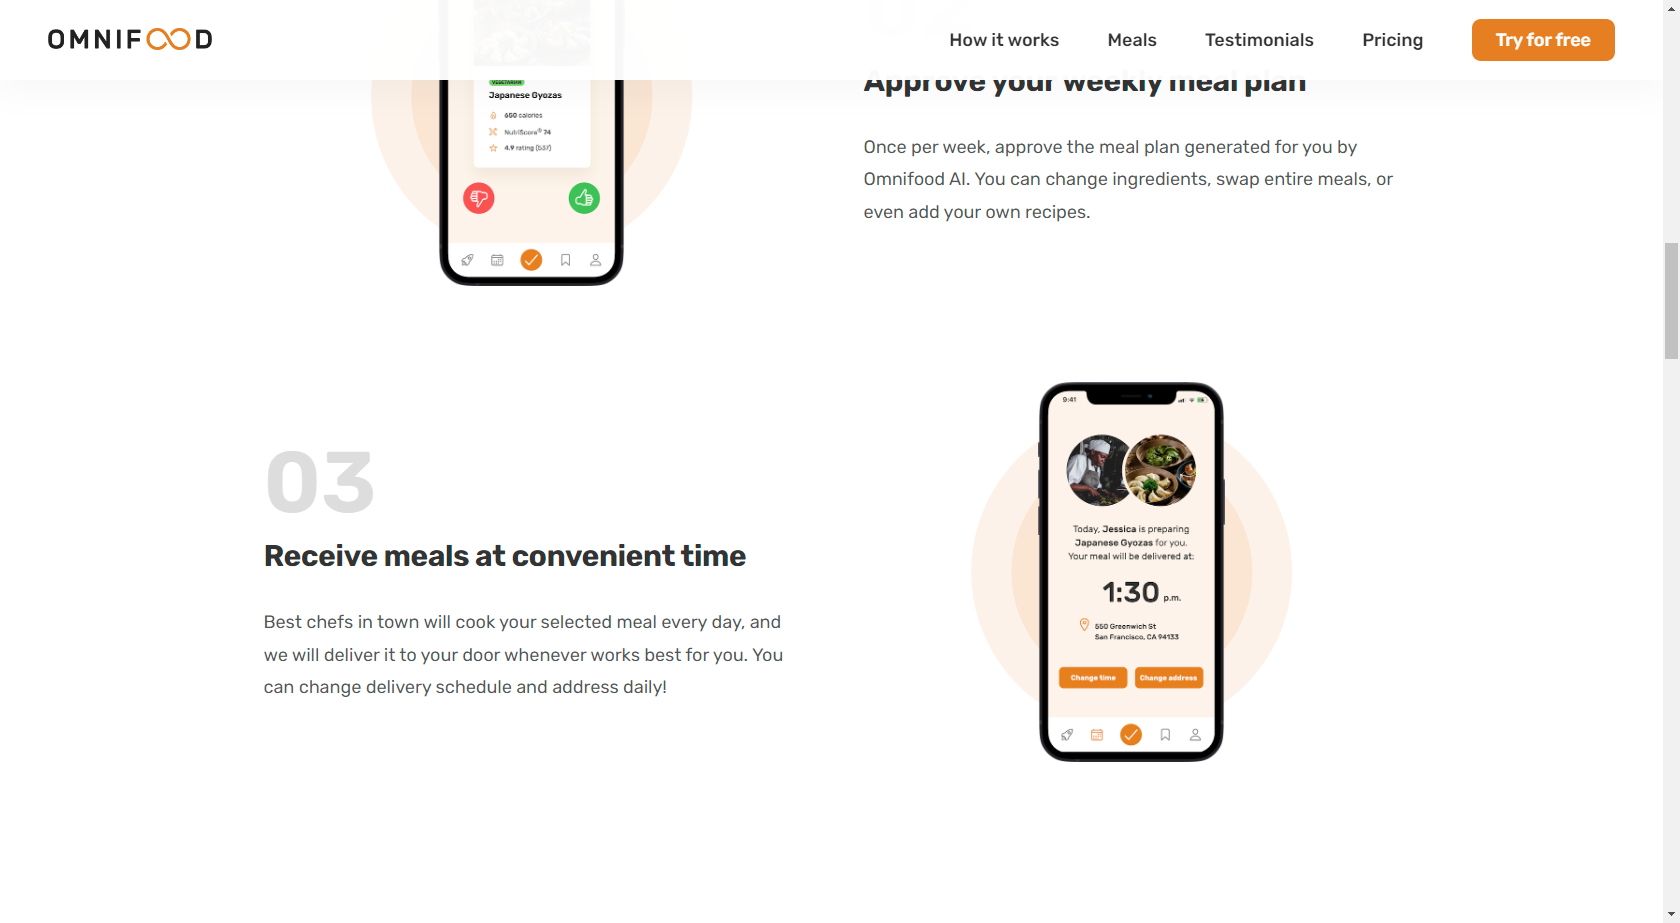 OMNIFOOD
How it works
Meals
Testimonials
Pricing
Try for free
VEGETARIAN
Japanese Gyozas
650 calories
NutriScore® 74
4.9 rating (537)
Approve your weekly meal plan
Once per week, approve the meal plan generated for you by
Omnifood AI. You can change ingredients, swap entire meals, or
even add your own recipes.
03
Receive meals at convenient time
Best chefs in town will cook your selected meal every day, and
we will deliver it to your door whenever works best for you. You
can change delivery schedule and address daily!
9:41
Today, Jessica is preparing
Japanese Gyozas for you.
Your meal will be delivered at:
1:30 p.m.
550 Greenwich St
San Francisco, CA 94133
Change time
Change address